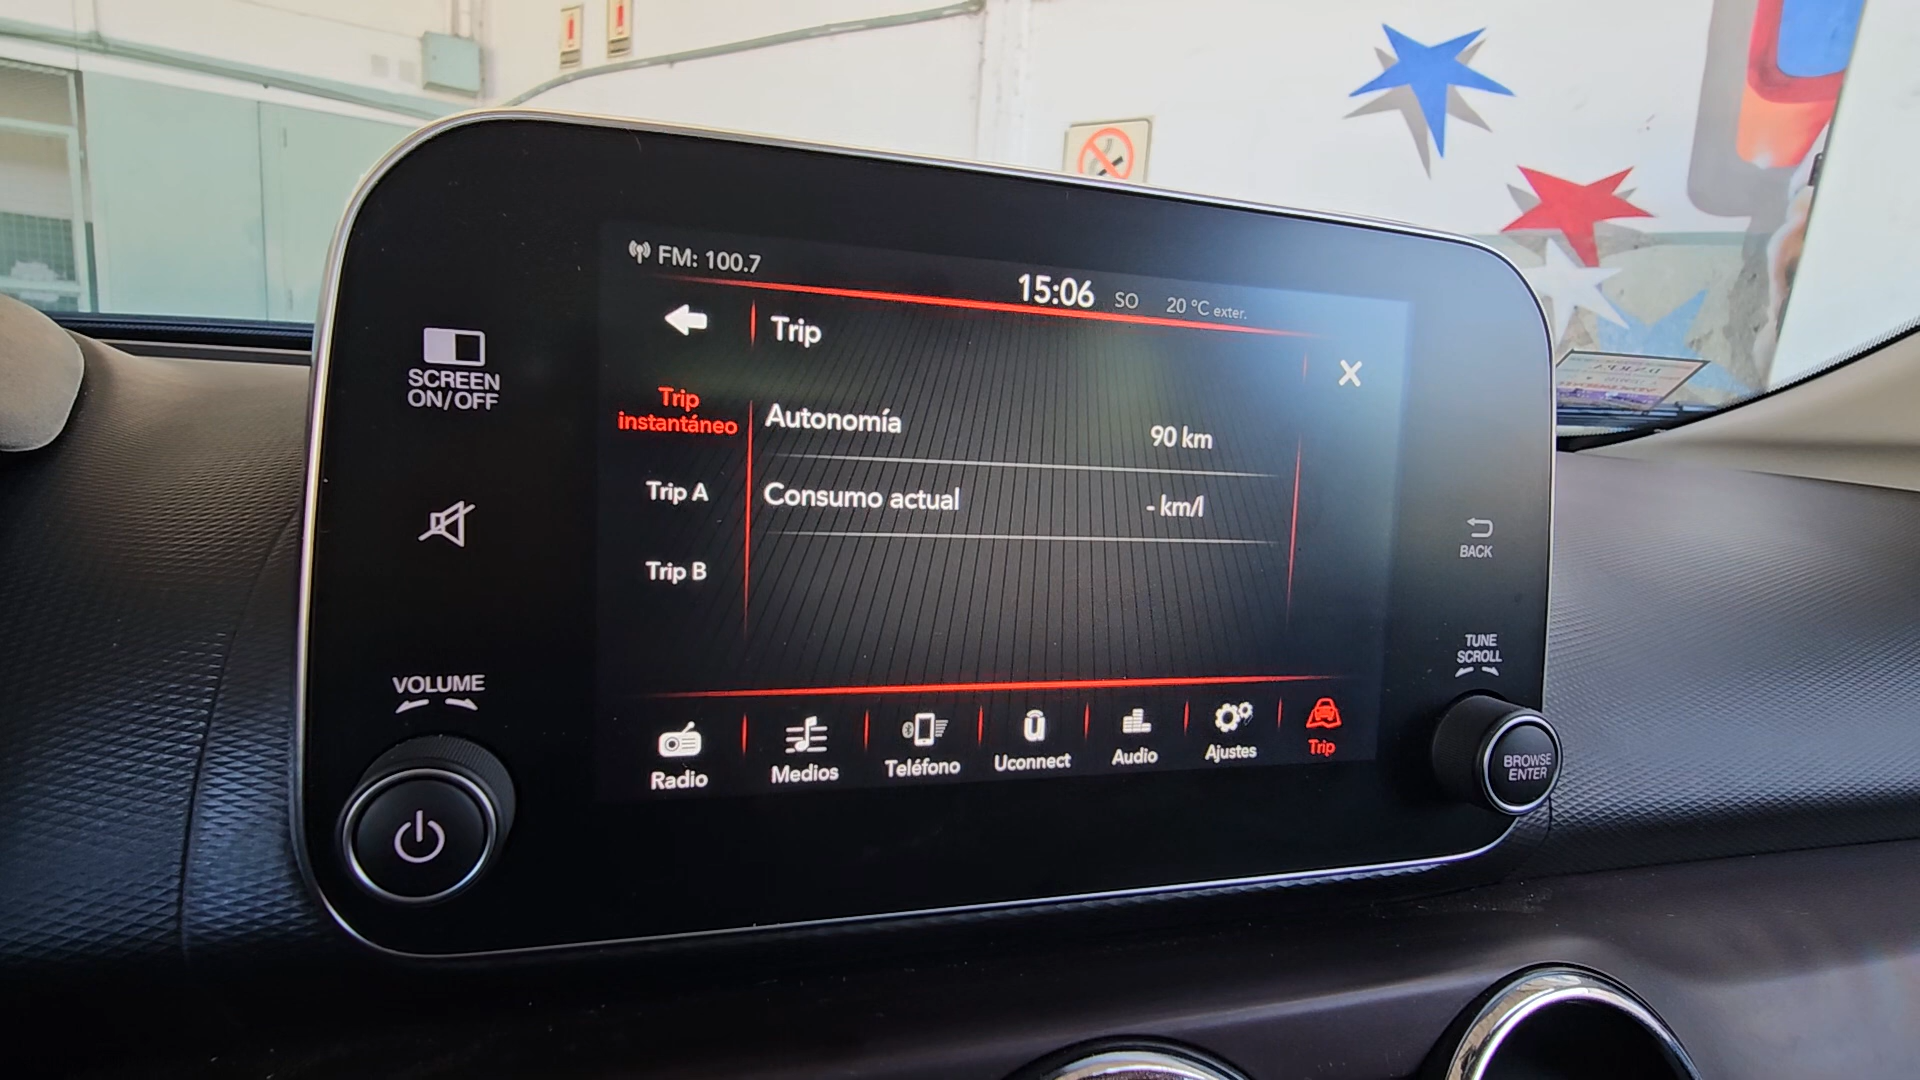 FM: 100.7
15:06 SO 20 °C exter.
Trip
SCREEN
ON/OFF
Trip
instantáneo
Autonomía 90 km
Trip A
Consumo actual - km/l
Trip B
BACK
TUNE
SCROLL
VOLUME
Radio
Medios
Teléfono
Uconnect
Audio
Ajustes
Trip
BROWSE
ENTER